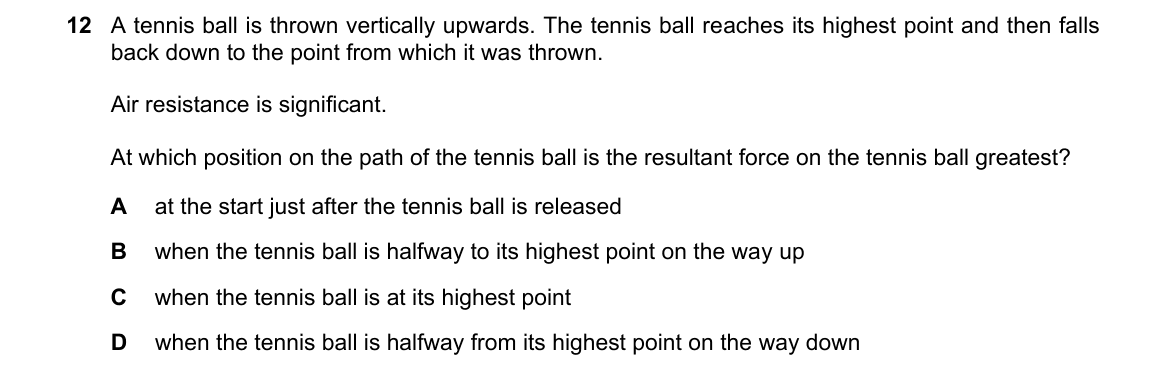 12 A tennis ball is thrown vertically upwards. The tennis ball reaches its highest point and then falls
back down to the point from which it was thrown.
Air resistance is significant.
At which position on the path of the tennis ball is the resultant force on the tennis ball greatest?
A at the start just after the tennis ball is released
B when the tennis ball is halfway to its highest point on the way up
C when the tennis ball is at its highest point
D when the tennis ball is halfway from its highest point on the way down